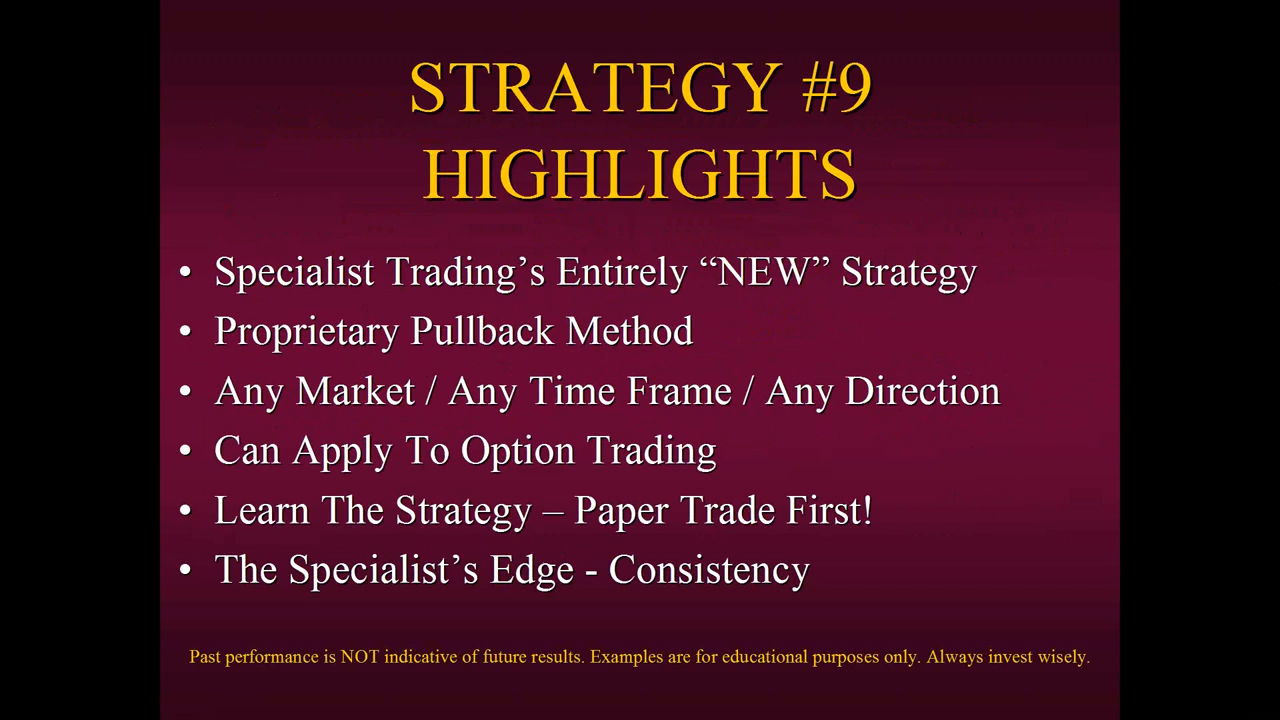 STRATEGY #9
HIGHLIGHTS
• Specialist Trading’s Entirely “NEW” Strategy
• Proprietary Pullback Method
• Any Market / Any Time Frame / Any Direction
• Can Apply To Option Trading
• Learn The Strategy – Paper Trade First!
• The Specialist’s Edge - Consistency
Past performance is NOT indicative of future results. Examples are for educational purposes only. Always invest wisely.